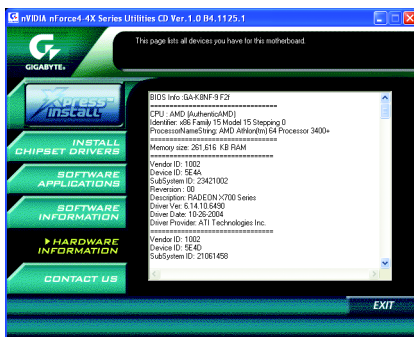 nVIDIA nForce4-4X Series Utilities CD Ver.1.0 B4.1125.1
GIGABYTE
This page lists all devices you have for this motherboard.
Xpress
Install
INSTALL
CHIPSET DRIVERS
SOFTWARE
APPLICATIONS
SOFTWARE
INFORMATION
HARDWARE
INFORMATION
CONTACT US
BIOS Info :GA-K8NF-9 F2f
================================
CPU : AMD (AuthenticAMD)
Identifier: x86 Family 15 Model 15 Stepping 0
ProcessorNameString: AMD Athlon(tm) 64 Processor 3400+
===============================
Memory size: 261,616 KB RAM
===============================
Vendor ID: 1002
Device ID: 5E4A
SubSystem ID: 23421002
Reversion : 00
Description: RADEON X700 Series
Driver Ver: 6.14.10.6490
Driver Date: 10-26-2004
Driver Provider: ATI Technologies Inc.
===============================
Vendor ID: 1002
Device ID: 5E4D
SubSystem ID: 21061458
EXIT